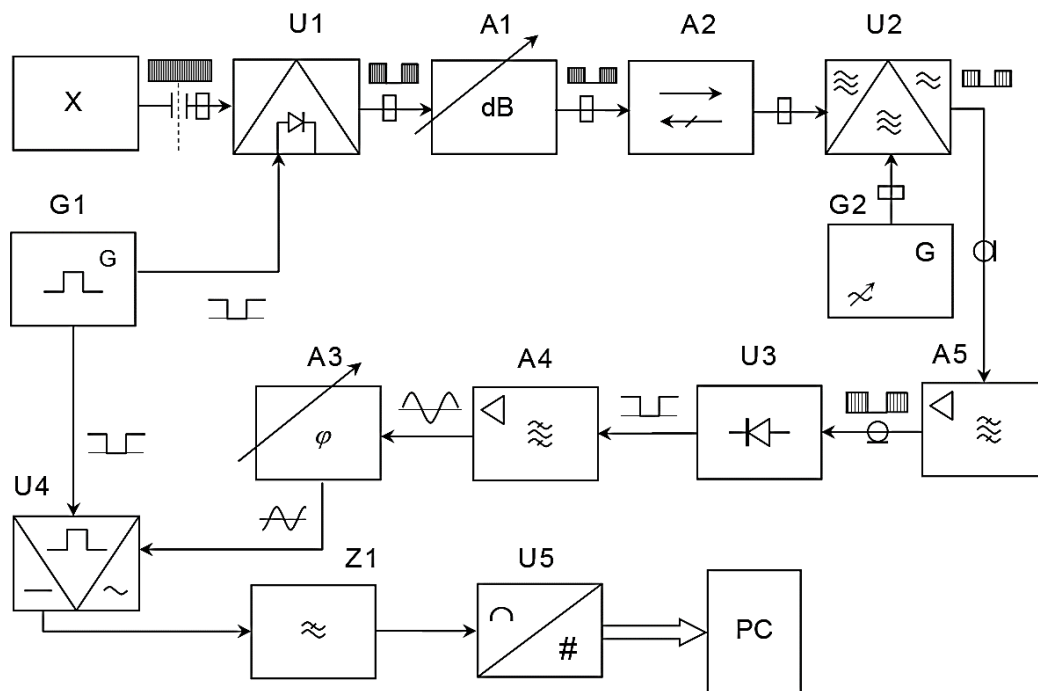 U1 A1 A2 U2
X dB
G1 G2
G G
A3 A4 U3 A5
φ
U4
Z1 U5
# PC